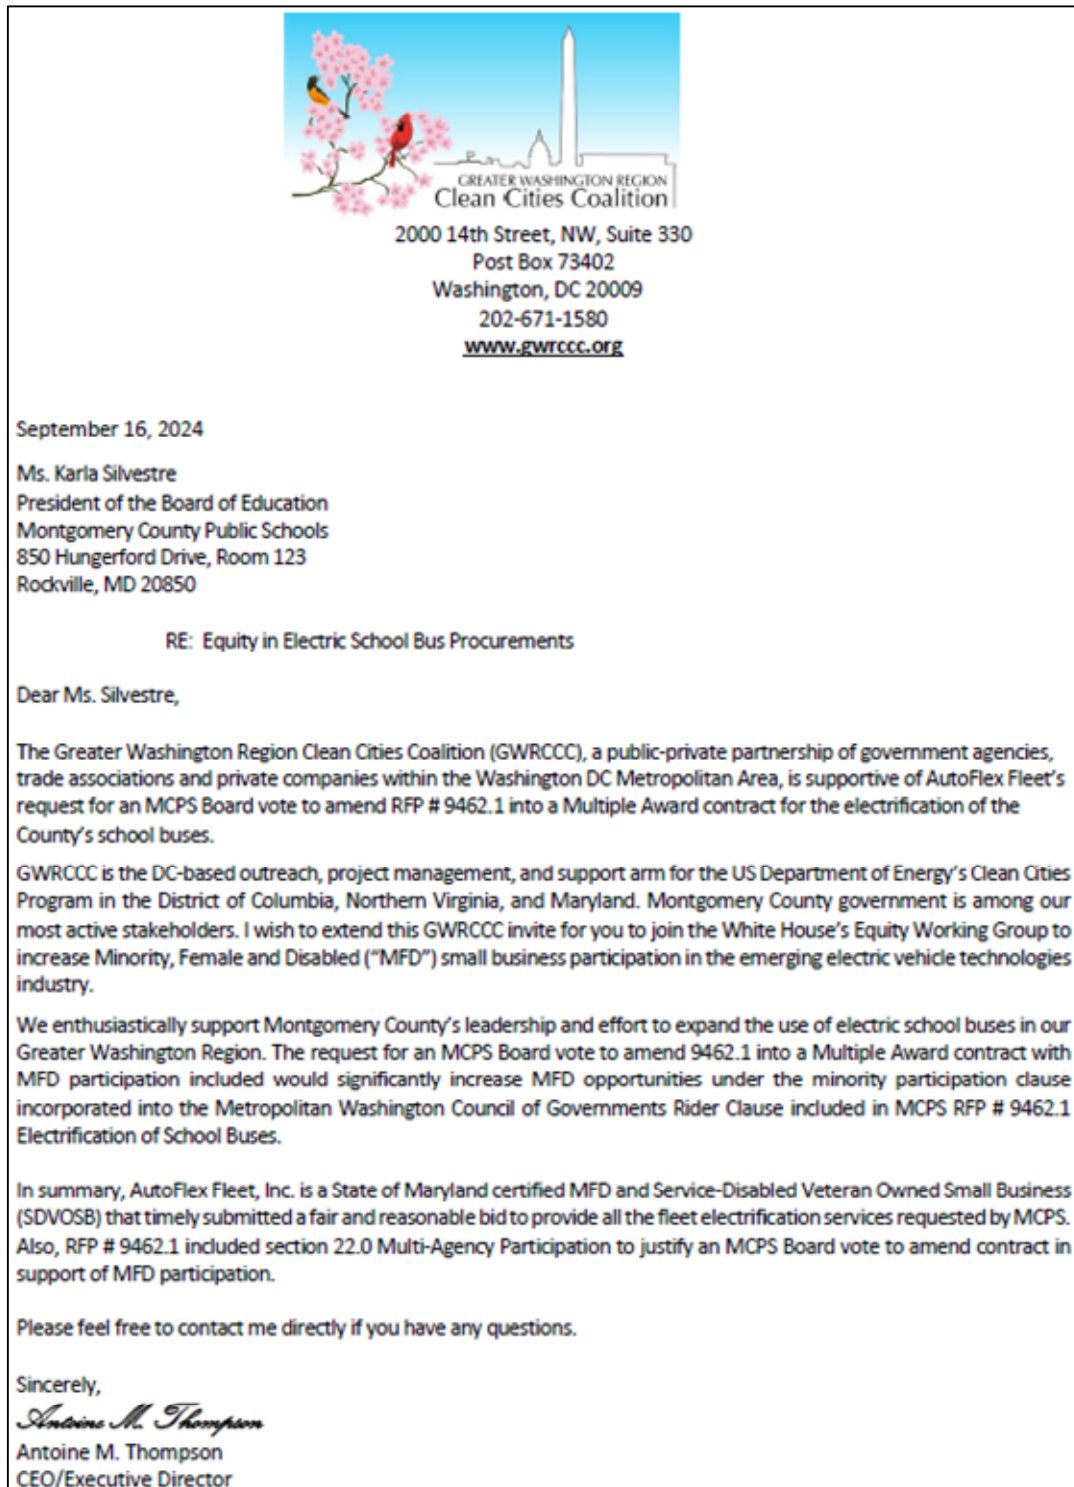 GREATER WASHINGTON REGION
Clean Cities Coalition
2000 14th Street, NW, Suite 330
Post Box 73402
Washington, DC 20009
202-671-1580
www.gwrccc.org
September 16, 2024
Ms. Karla Silvestre
President of the Board of Education
Montgomery County Public Schools
850 Hungerford Drive, Room 123
Rockville, MD 20850
RE: Equity in Electric School Bus Procurements
Dear Ms. Silvestre,
The Greater Washington Region Clean Cities Coalition (GWRCCC), a public-private partnership of government agencies,
trade associations and private companies within the Washington DC Metropolitan Area, is supportive of AutoFlex Fleet's
request for an MCPS Board vote to amend RFP # 9462.1 into a Multiple Award contract for the electrification of the
County's school buses.
GWRCCC is the DC-based outreach, project management, and support arm for the US Department of Energy's Clean Cities
Program in the District of Columbia, Northern Virginia, and Maryland. Montgomery County government is among our
most active stakeholders. I wish to extend this GWRCCC invite for you to join the White House's Equity Working Group to
increase Minority, Female and Disabled ("MFD") small business participation in the emerging electric vehicle technologies
industry.
We enthusiastically support Montgomery County's leadership and effort to expand the use of electric school buses in our
Greater Washington Region. The request for an MCPS Board vote to amend 9462.1 into a Multiple Award contract with
MFD participation included would significantly increase MFD opportunities under the minority participation clause
incorporated into the Metropolitan Washington Council of Governments Rider Clause included in MCPS RFP # 9462.1
Electrification of School Buses.
In summary, AutoFlex Fleet, Inc. is a State of Maryland certified MFD and Service-Disabled Veteran Owned Small Business
(SDVOSB) that timely submitted a fair and reasonable bid to provide all the fleet electrification services requested by MCPS.
Also, RFP # 9462.1 included section 22.0 Multi-Agency Participation to justify an MCPS Board vote to amend contract in
support of MFD participation.
Please feel free to contact me directly if you have any questions.
Sincerely,
Antoine M. Thompson
Antoine M. Thompson
CEO/Executive Director